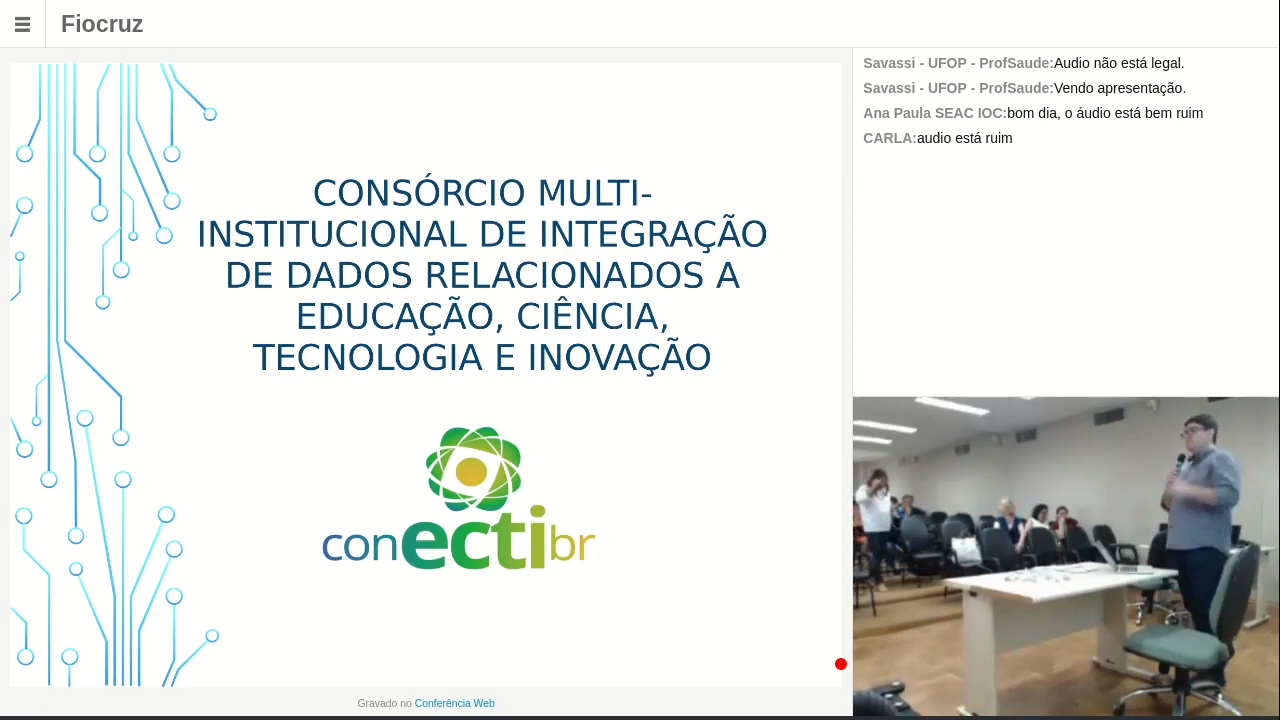 Fiocruz
CONSÓRCIO MULTI-
INSTITUCIONAL DE INTEGRAÇÃO
DE DADOS RELACIONADOS A
EDUCAÇÃO, CIÊNCIA,
TECNOLOGIA E INOVAÇÃO
conectibr
Gravado no Conferência Web
Savassi - UFOP - ProfSaude:Audio não está legal.
Savassi - UFOP - ProfSaude:Vendo apresentação.
Ana Paula SEAC IOC:bom dia, o áudio está bem ruim
CARLA:audio está ruim